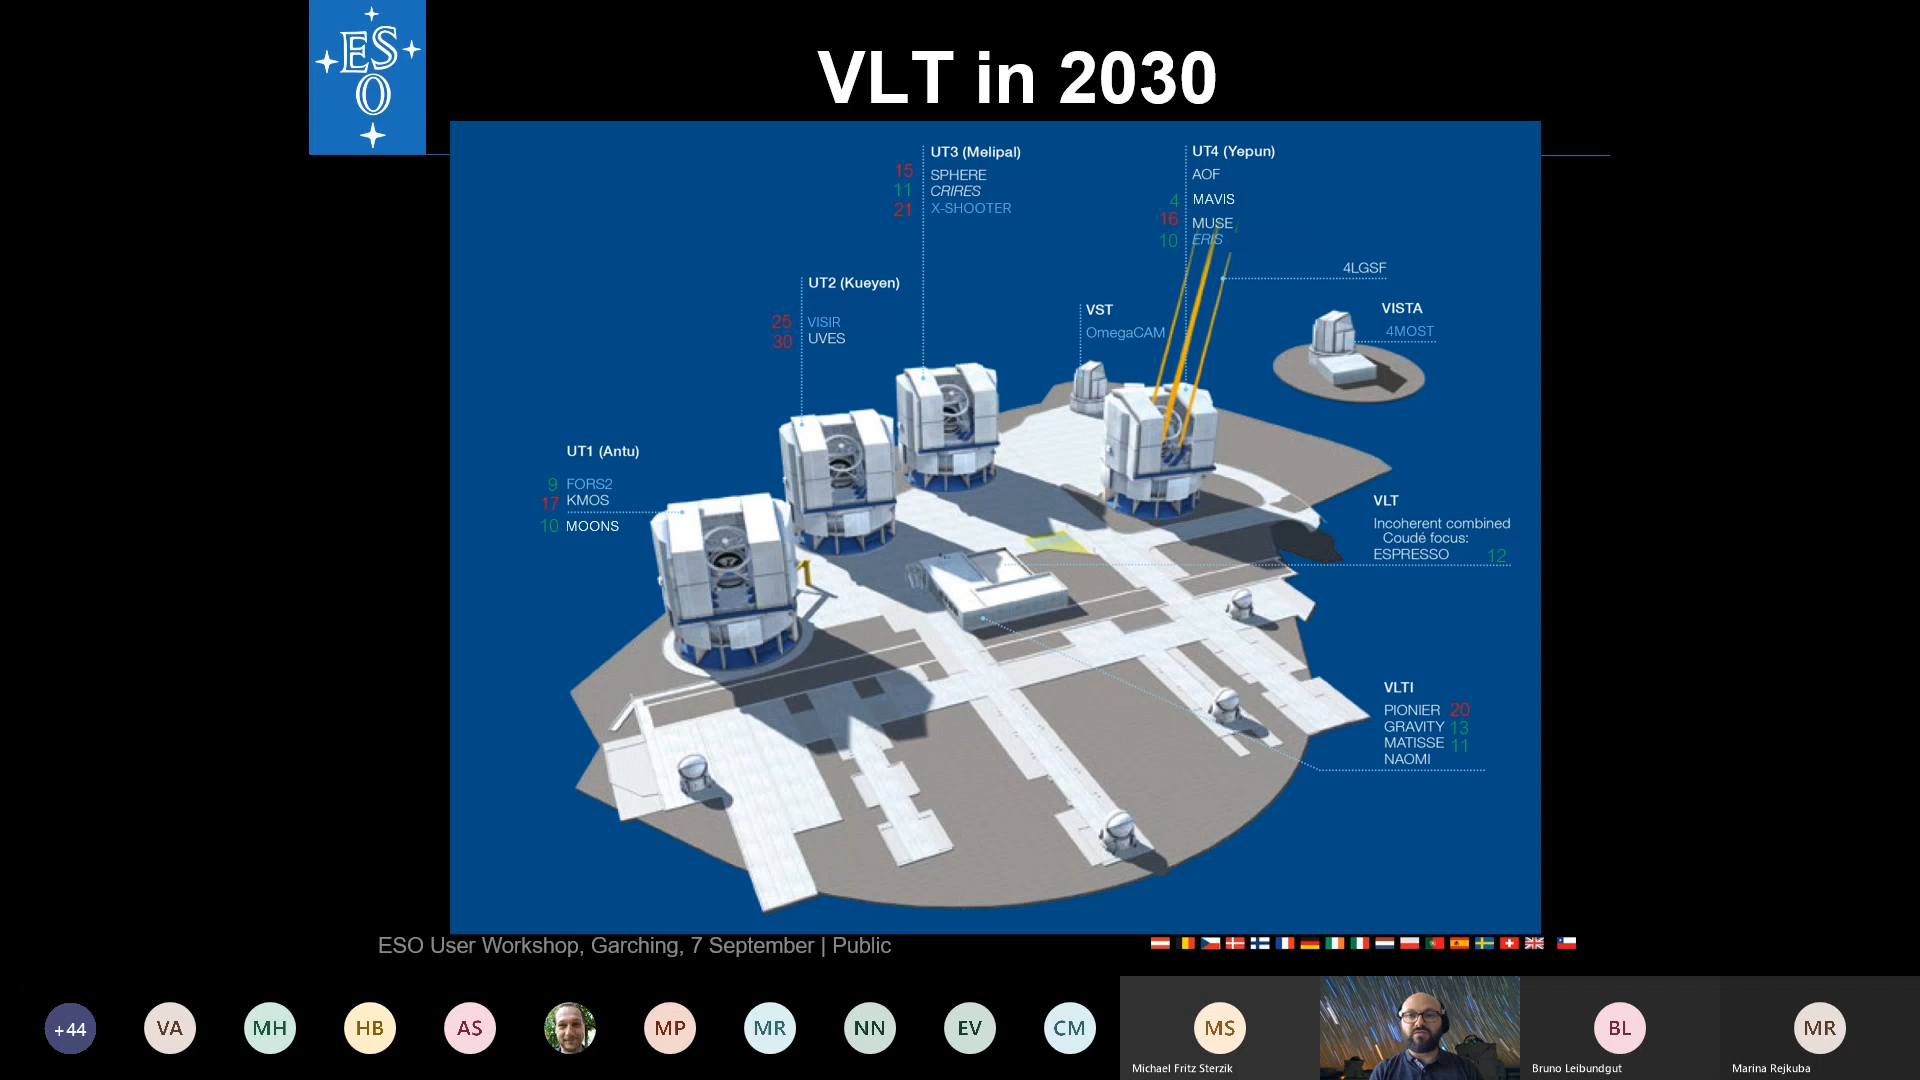 ESO
VLT in 2030
UT3 (Melipal)
15 SPHERE
11 CRIRES
21 X-SHOOTER
UT4 (Yepun)
AOF
4 MAVIS
16 MUSE
10 ERIS
4LGSF
UT2 (Kueyen)
25 VISIR
30 UVES
VST
OmegaCAM
VISTA
4MOST
UT1 (Antu)
9 FORS2
17 KMOS
10 MOONS
VLT
Incoherent combined
Coudé focus:
ESPRESSO 12
VLTI
PIONIER 20
GRAVITY 13
MATISSE 11
NAOMI
ESO User Workshop, Garching, 7 September | Public
+44
VA
MH
HB
AS
MP
MR
NN
EV
CM
MS
Michael Fritz Sterzik
BL
Bruno Leibundgut
MR
Marina Rejkuba